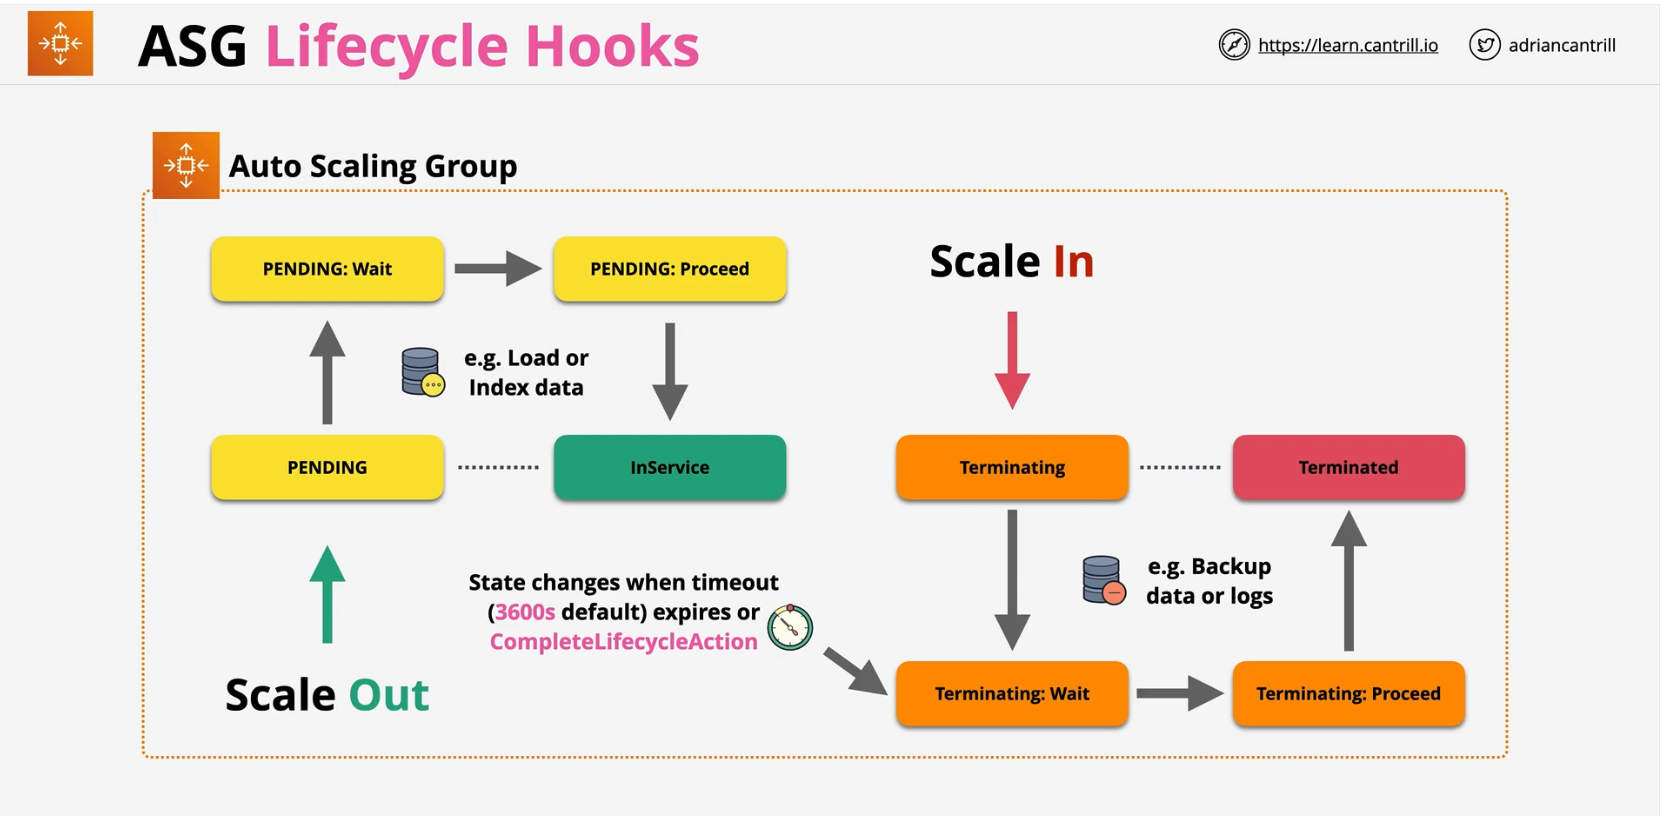 ASG Lifecycle Hooks
https://learn.cantrill.io
adriancantrill
Auto Scaling Group
PENDING: Wait
PENDING: Proceed
e.g. Load or
Index data
PENDING
InService
Scale Out
Scale In
Terminating
Terminated
State changes when timeout
(3600s default) expires or
CompleteLifecycleAction
e.g. Backup
data or logs
Terminating: Wait
Terminating: Proceed